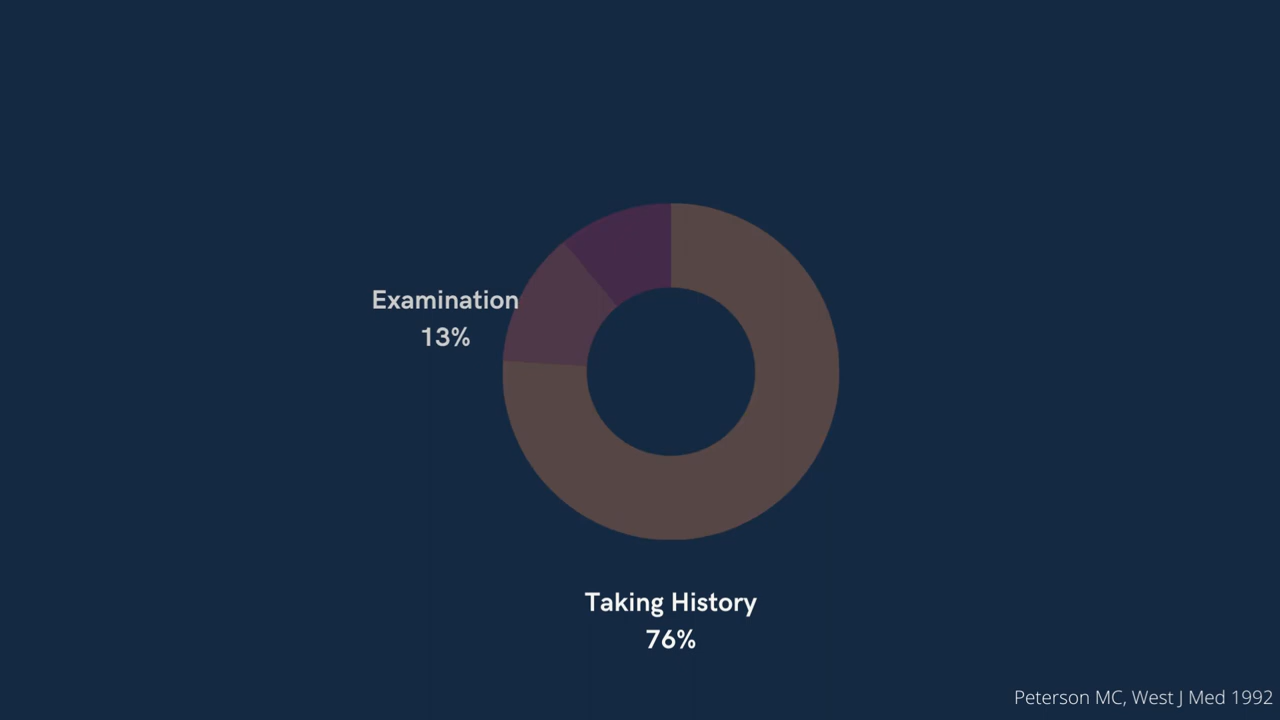 Examination
13%
Taking History
76%
Peterson MC, West J Med 1992